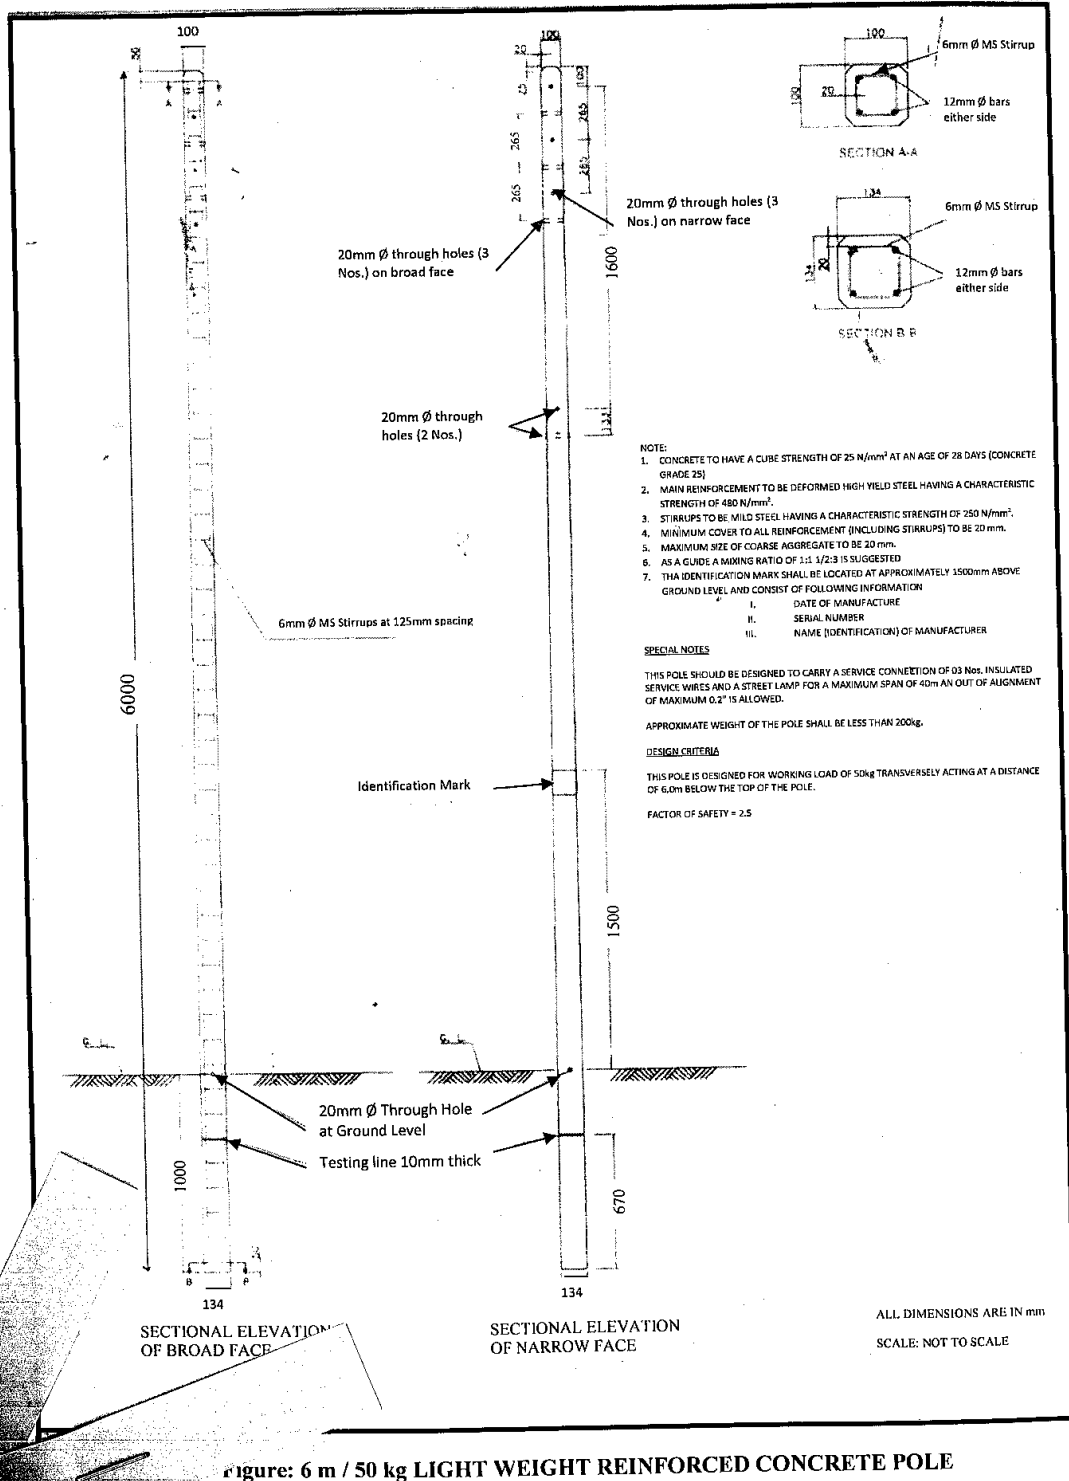 100
50
A
A
6000
6mm Ø MS Stirrups at 125mm spacing
G. L.
1000
B
B
134
SECTIONAL ELEVATION
OF BROAD FACE
100
20
25
100
265
265
265
265
20mm Ø through holes (3
Nos.) on narrow face
20mm Ø through holes (3
Nos.) on broad face
1600
20mm Ø through
holes (2 Nos.)
Identification Mark
1500
G. L.
20mm Ø Through Hole
at Ground Level
Testing line 10mm thick
670
134
SECTIONAL ELEVATION
OF NARROW FACE
100
6mm Ø MS Stirrup
100
20
12mm Ø bars
either side
SECTION A-A
134
6mm Ø MS Stirrup
134
20
12mm Ø bars
either side
SECTION B-B
NOTE:
1. CONCRETE TO HAVE A CUBE STRENGTH OF 25 N/mm² AT AN AGE OF 28 DAYS (CONCRETE
GRADE 25)
2. MAIN REINFORCEMENT TO BE DEFORMED HIGH YIELD STEEL HAVING A CHARACTERISTIC
STRENGTH OF 480 N/mm².
3. STIRRUPS TO BE MILD STEEL HAVING A CHARACTERISTIC STRENGTH OF 250 N/mm².
4. MINIMUM COVER TO ALL REINFORCEMENT (INCLUDING STIRRUPS) TO BE 20 mm.
5. MAXIMUM SIZE OF COARSE AGGREGATE TO BE 20 mm.
6. AS A GUIDE A MIXING RATIO OF 1:1 1/2:3 IS SUGGESTED
7. THA IDENTIFICATION MARK SHALL BE LOCATED AT APPROXIMATELY 1500mm ABOVE
GROUND LEVEL AND CONSIST OF FOLLOWING INFORMATION
I. DATE OF MANUFACTURE
II. SERIAL NUMBER
III. NAME (IDENTIFICATION) OF MANUFACTURER
SPECIAL NOTES
THIS POLE SHOULD BE DESIGNED TO CARRY A SERVICE CONNECTION OF 03 Nos. INSULATED
SERVICE WIRES AND A STREET LAMP FOR A MAXIMUM SPAN OF 40m AN OUT OF ALIGNMENT
OF MAXIMUM 0.2° IS ALLOWED.
APPROXIMATE WEIGHT OF THE POLE SHALL BE LESS THAN 200kg.
DESIGN CRITERIA
THIS POLE IS DESIGNED FOR WORKING LOAD OF 50kg TRANSVERSELY ACTING AT A DISTANCE
OF 6.0m BELOW THE TOP OF THE POLE.
FACTOR OF SAFETY = 2.5
ALL DIMENSIONS ARE IN mm
SCALE: NOT TO SCALE
Figure: 6 m / 50 kg LIGHT WEIGHT REINFORCED CONCRETE POLE